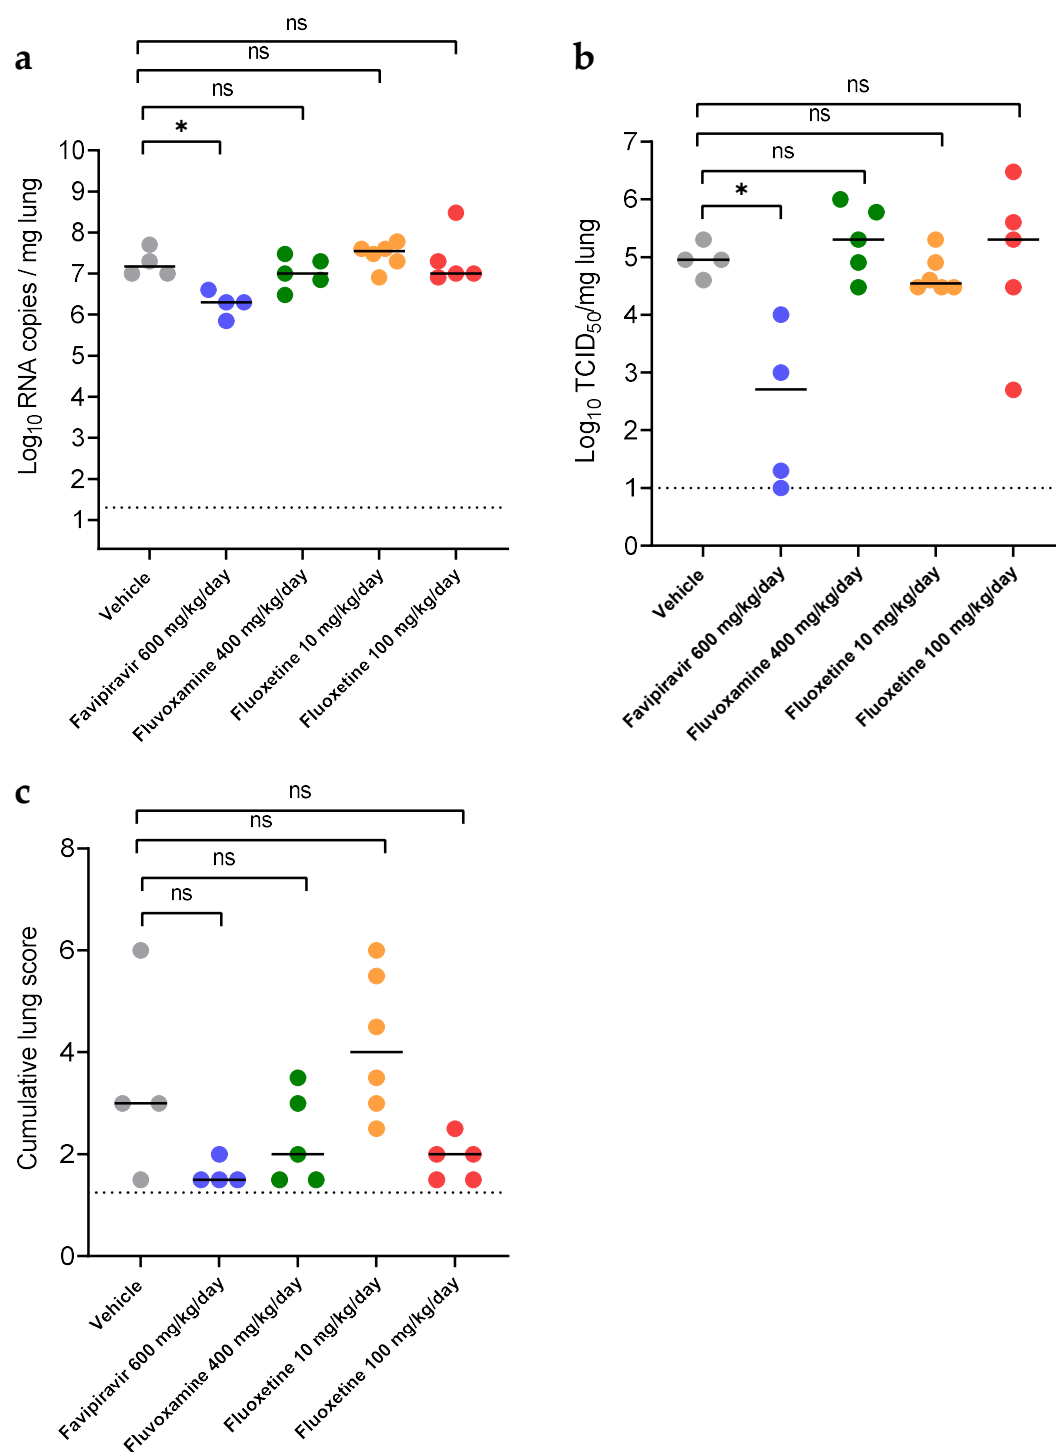 a
ns
ns
ns
*
10
9
8
7
6
5
4
3
2
1
Log10 RNA copies / mg lung
Vehicle
Favipiravir 600 mg/kg/day
Fluvoxamine 400 mg/kg/day
Fluoxetine 10 mg/kg/day
Fluoxetine 100 mg/kg/day
b
ns
ns
ns
*
7
6
5
4
3
2
1
0
Log10 TCID50/mg lung
Vehicle
Favipiravir 600 mg/kg/day
Fluvoxamine 400 mg/kg/day
Fluoxetine 10 mg/kg/day
Fluoxetine 100 mg/kg/day
c
ns
ns
ns
ns
8
6
4
2
0
Cumulative lung score
Vehicle
Favipiravir 600 mg/kg/day
Fluvoxamine 400 mg/kg/day
Fluoxetine 10 mg/kg/day
Fluoxetine 100 mg/kg/day